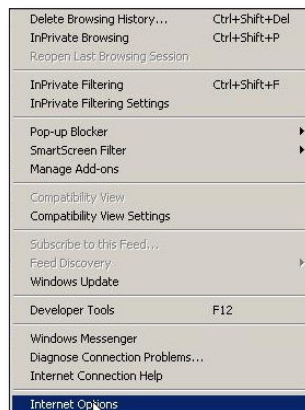 Delete Browsing History... Ctrl+Shift+Del
InPrivate Browsing Ctrl+Shift+P
Reopen Last Browsing Session
InPrivate Filtering Ctrl+Shift+F
InPrivate Filtering Settings
Pop-up Blocker
SmartScreen Filter
Manage Add-ons
Compatibility View
Compatibility View Settings
Subscribe to this Feed...
Feed Discovery
Windows Update
Developer Tools F12
Windows Messenger
Diagnose Connection Problems...
Internet Connection Help
Internet Options